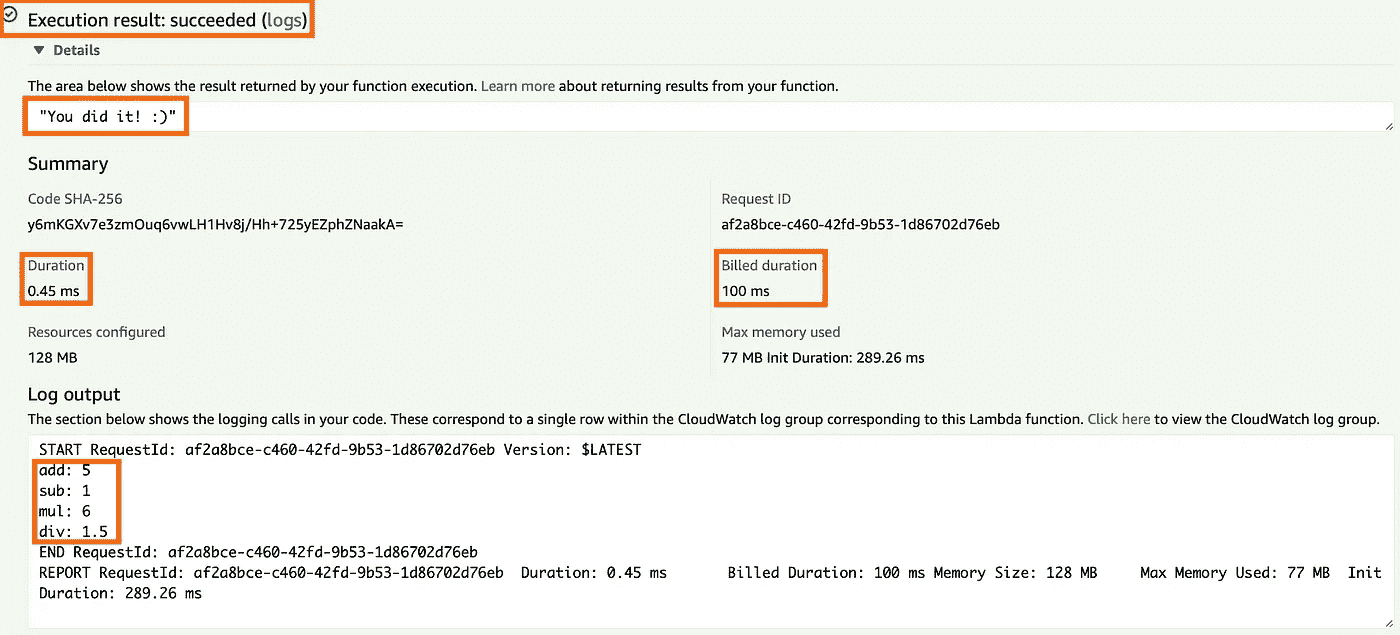 Execution result: succeeded (logs)
Details
The area below shows the result returned by your function execution. Learn more about returning results from your function.
"You did it! :)"
Summary
Code SHA-256
y6mKGXv7e3zmOuq6vwLH1Hv8j/Hh+725yEZphZNaakA=
Request ID
af2a8bce-c460-42fd-9b53-1d86702d76eb
Duration
0.45 ms
Billed duration
100 ms
Resources configured
128 MB
Max memory used
77 MB Init Duration: 289.26 ms
Log output
The section below shows the logging calls in your code. These correspond to a single row within the CloudWatch log group corresponding to this Lambda function. Click here to view the CloudWatch log group.
START RequestId: af2a8bce-c460-42fd-9b53-1d86702d76eb Version: $LATEST
add: 5
sub: 1
mul: 6
div: 1.5
END RequestId: af2a8bce-c460-42fd-9b53-1d86702d76eb
REPORT RequestId: af2a8bce-c460-42fd-9b53-1d86702d76eb Duration: 0.45 ms Billed Duration: 100 ms Memory Size: 128 MB Max Memory Used: 77 MB Init
Duration: 289.26 ms